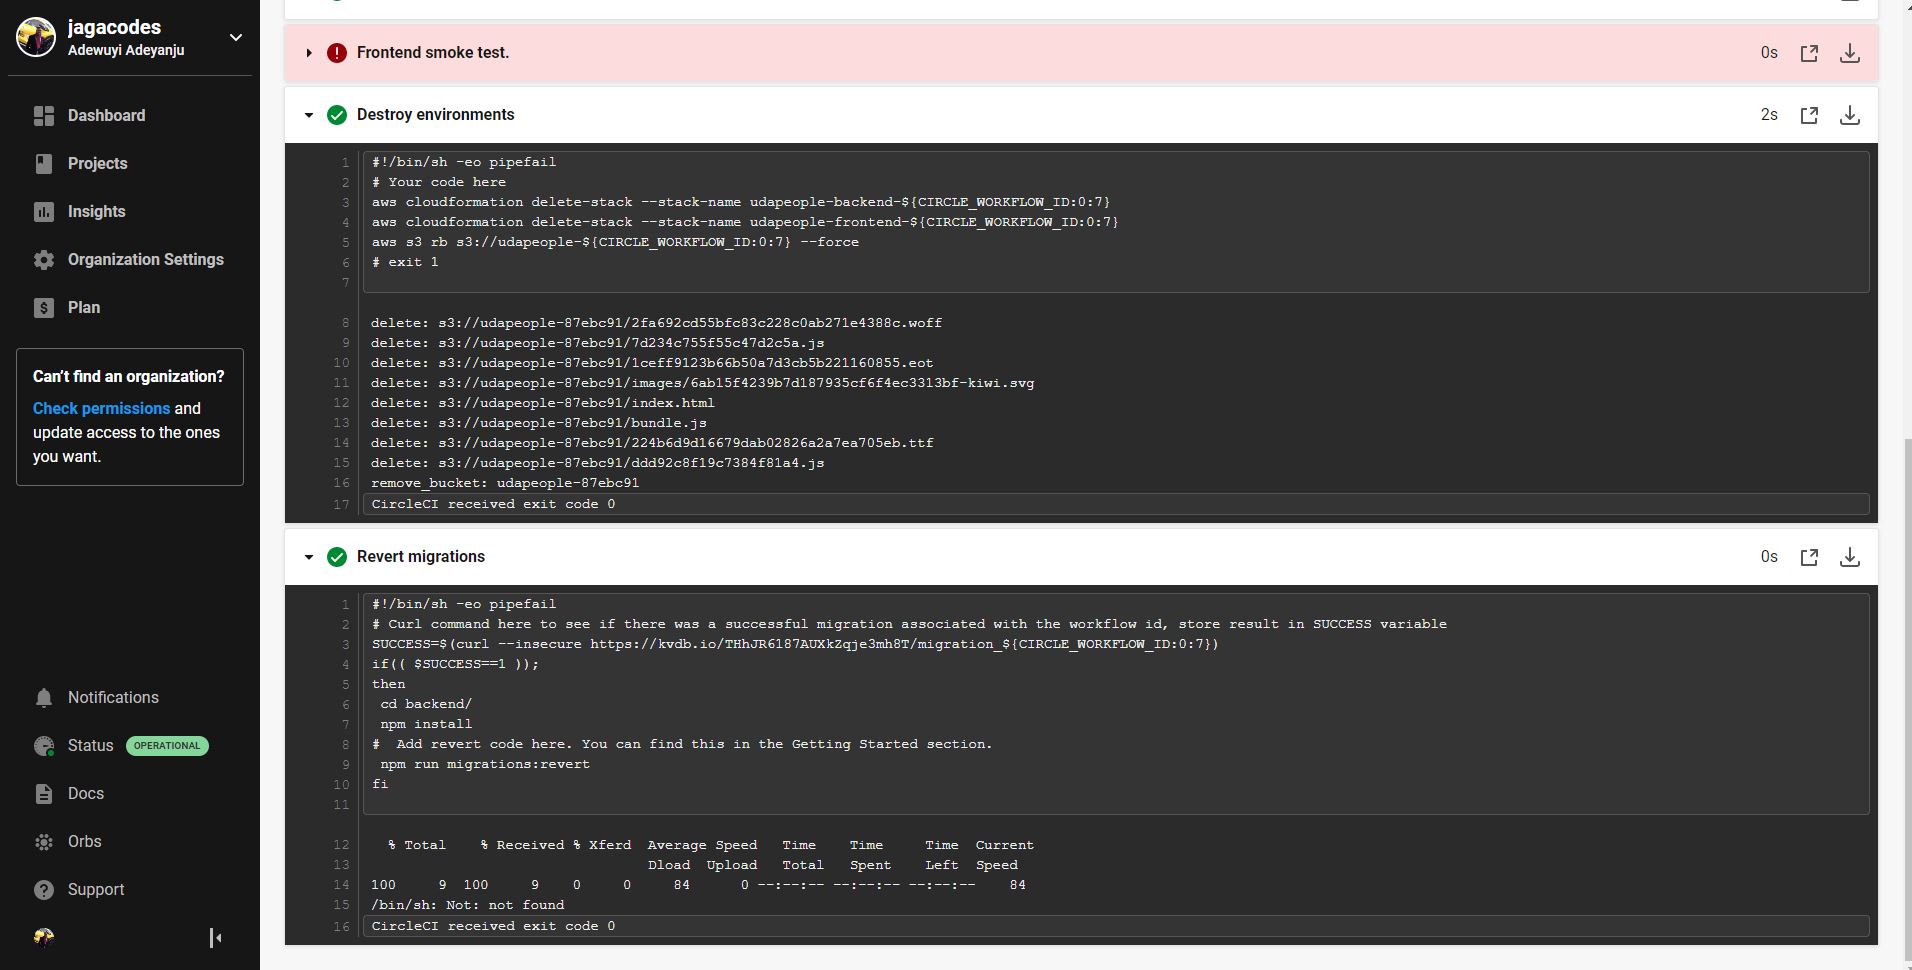 jagacodes
Adewuyi Adeyanju
Dashboard
Projects
Insights
Organization Settings
Plan
Can't find an organization?
Check permissions and
update access to the ones
you want.
Notifications
Status OPERATIONAL
Docs
Orbs
Support
Frontend smoke test. 0s
Destroy environments 2s
1 #!/bin/sh -eo pipefail
2 # Your code here
3 aws cloudformation delete-stack --stack-name udapeople-backend-${CIRCLE_WORKFLOW_ID:0:7}
4 aws cloudformation delete-stack --stack-name udapeople-frontend-${CIRCLE_WORKFLOW_ID:0:7}
5 aws s3 rb s3://udapeople-${CIRCLE_WORKFLOW_ID:0:7} --force
6 # exit 1
7
8 delete: s3://udapeople-87ebc91/2fa692cd55bfc83c228c0ab271e4388c.woff
9 delete: s3://udapeople-87ebc91/7d234c755f55c47d2c5a.js
10 delete: s3://udapeople-87ebc91/1ceff9123b66b50a7d3cb5b221160855.eot
11 delete: s3://udapeople-87ebc91/images/6ab15f4239b7d187935cf6f4ec3313bf-kiwi.svg
12 delete: s3://udapeople-87ebc91/index.html
13 delete: s3://udapeople-87ebc91/bundle.js
14 delete: s3://udapeople-87ebc91/224b6d9d16679dab02826a2a7ea705eb.ttf
15 delete: s3://udapeople-87ebc91/ddd92c8f19c7384f81a4.js
16 remove_bucket: udapeople-87ebc91
17 CircleCI received exit code 0
Revert migrations 0s
1 #!/bin/sh -eo pipefail
2 # Curl command here to see if there was a successful migration associated with the workflow id, store result in SUCCESS variable
3 SUCCESS=$(curl --insecure https://kvdb.io/THhJR6187AUXkZqje3mh8T/migration_${CIRCLE_WORKFLOW_ID:0:7})
4 if(( $SUCCESS==1 ));
5 then
6 cd backend/
7 npm install
8 #  Add revert code here. You can find this in the Getting Started section.
9 npm run migrations:revert
10 fi
11
12 % Total % Received % Xferd Average Speed Time Time Time Current
13 Dload Upload Total Spent Left Speed
14 100 9 100 9 0 0 84 0 --:--:-- --:--:-- --:--:-- 84
15 /bin/sh: Not: not found
16 CircleCI received exit code 0